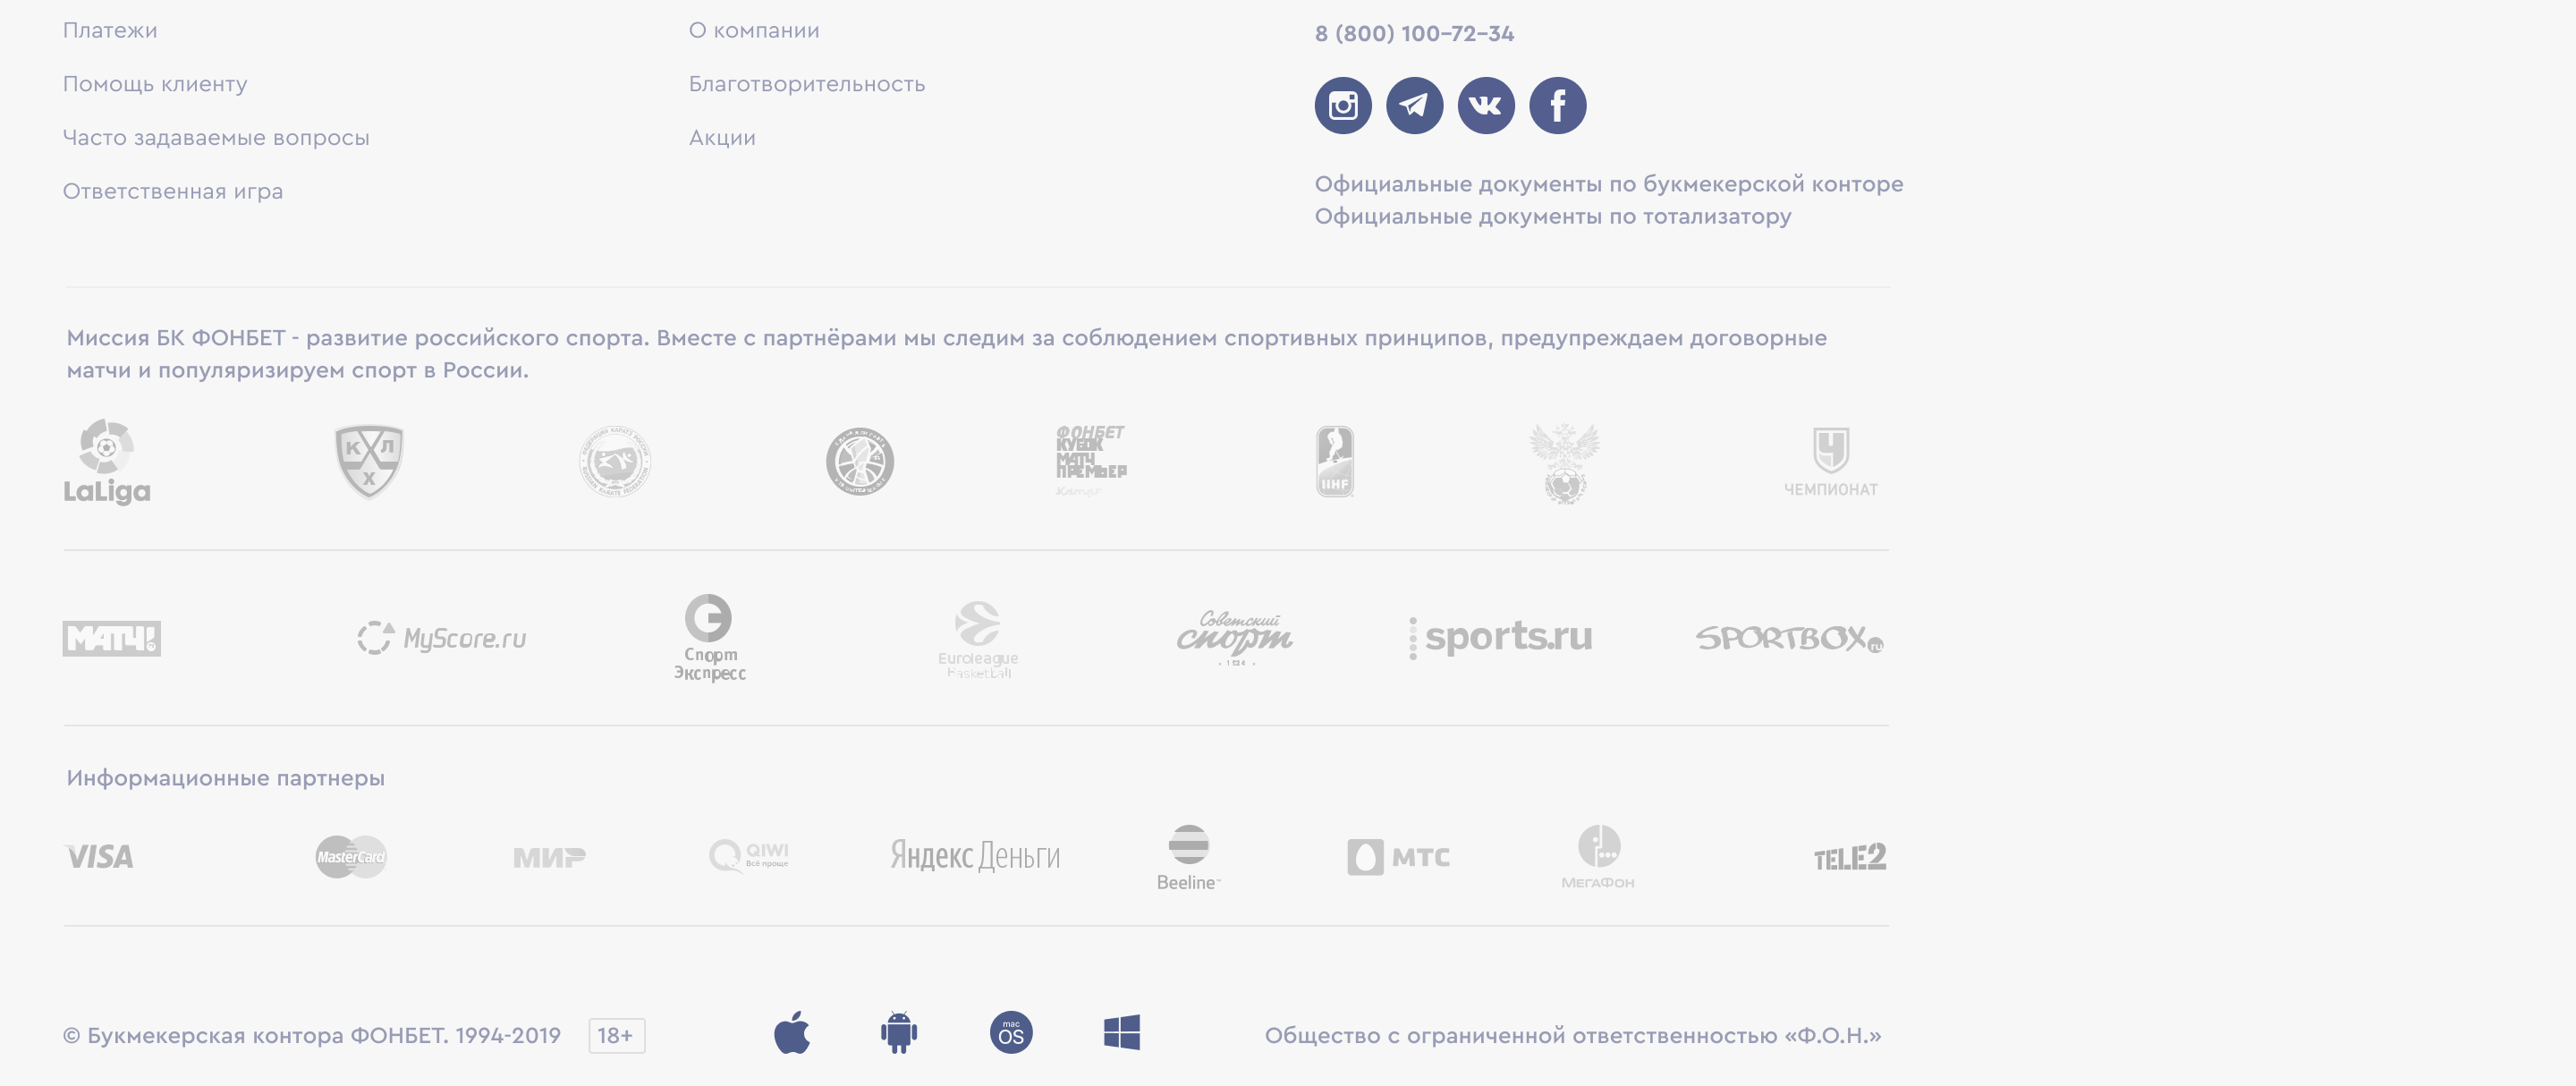 Платежи
О компании
8 (800) 100-72-34
Помощь клиенту
Благотворительность
Часто задаваемые вопросы
Акции
Ответственная игра
Официальные документы по букмекерской конторе
Официальные документы по тотализатору
Миссия БК ФОНБЕТ - развитие российского спорта. Вместе с партнёрами мы следим за соблюдением спортивных принципов, предупреждаем договорные
матчи и популяризируем спорт в России.
LaLiga
К Л
Х
ФОНБЕТ
КУБОК
МАТЧ
ПРЕМЬЕР
IIHF
ЧЕМПИОНАТ
МАТЧ!
MyScore.ru
Спорт
Экспресс
Euroleague
Basketball
Советский
спорт
1924
sports.ru
SPORTBOX.ru
Информационные партнеры
VISA
MasterCard
МИР
QIWI
Всё проще
Яндекс Деньги
Beeline™
МТС
МЕГАФОН
TELE2
© Букмекерская контора ФОНБЕТ. 1994-2019
18+
mac
OS
Общество с ограниченной ответственностью «Ф.О.Н.»